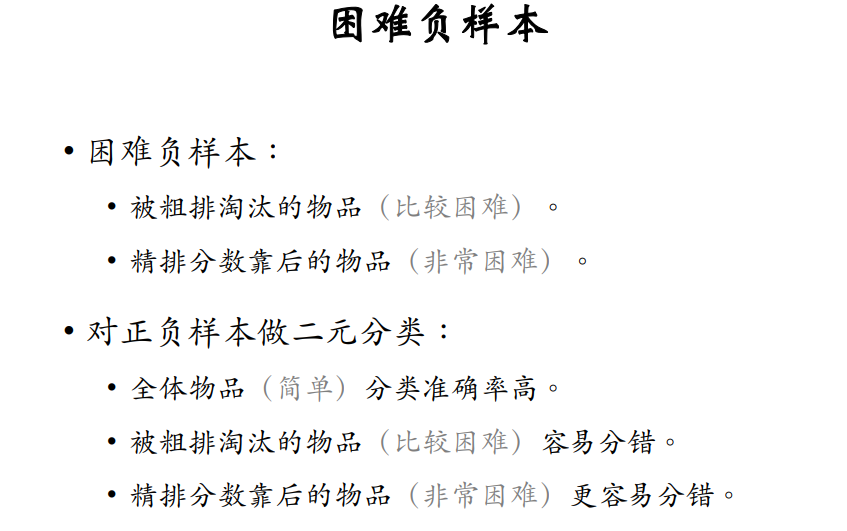 困难负样本
• 困难负样本：
• 被粗排淘汰的物品（比较困难）。
• 精排分数靠后的物品（非常困难）。
• 对正负样本做二元分类：
• 全体物品（简单）分类准确率高。
• 被粗排淘汰的物品（比较困难）容易分错。
• 精排分数靠后的物品（非常困难）更容易分错。